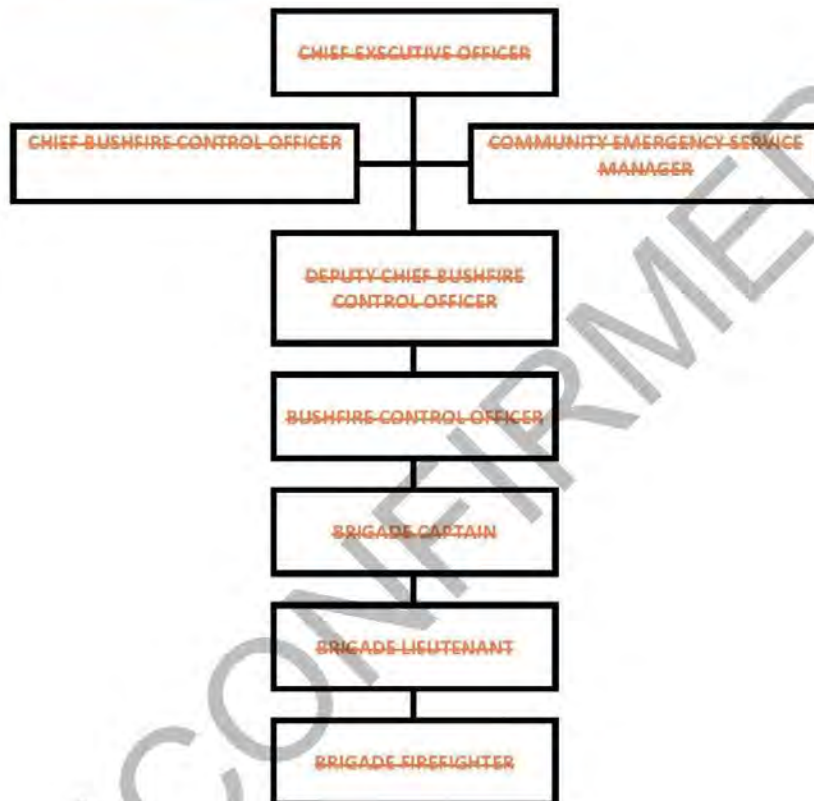 CHIEF EXECUTIVE OFFICER
CHIEF BUSHFIRE CONTROL OFFICER
COMMUNITY EMERGENCY SERVICE
MANAGER
DEPUTY CHIEF BUSHFIRE
CONTROL OFFICER
BUSHFIRE CONTROL OFFICER
BRIGADE CAPTAIN
BRIGADE LIEUTENANT
BRIGADE FIREFIGHTER
CONFIRMED